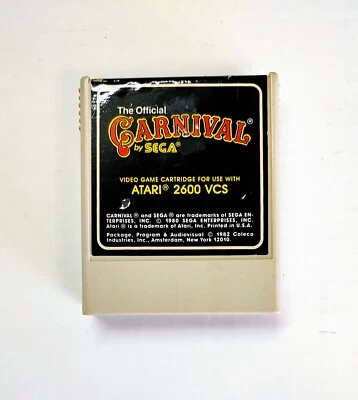 The Official
CARNIVAL®
by SEGA®
VIDEO GAME CARTRIDGE FOR USE WITH
ATARI® 2600 VCS
CARNIVAL® and SEGA® are trademarks of SEGA EN-
TERPRISES, INC. © 1980 SEGA ENTERPRISES, INC.
Atari® is a trademark of Atari, Inc. Printed in U.S.A.
Package, Program & Audiovisual © 1982 Coleco
Industries, Inc., Amsterdam, New York 12010.